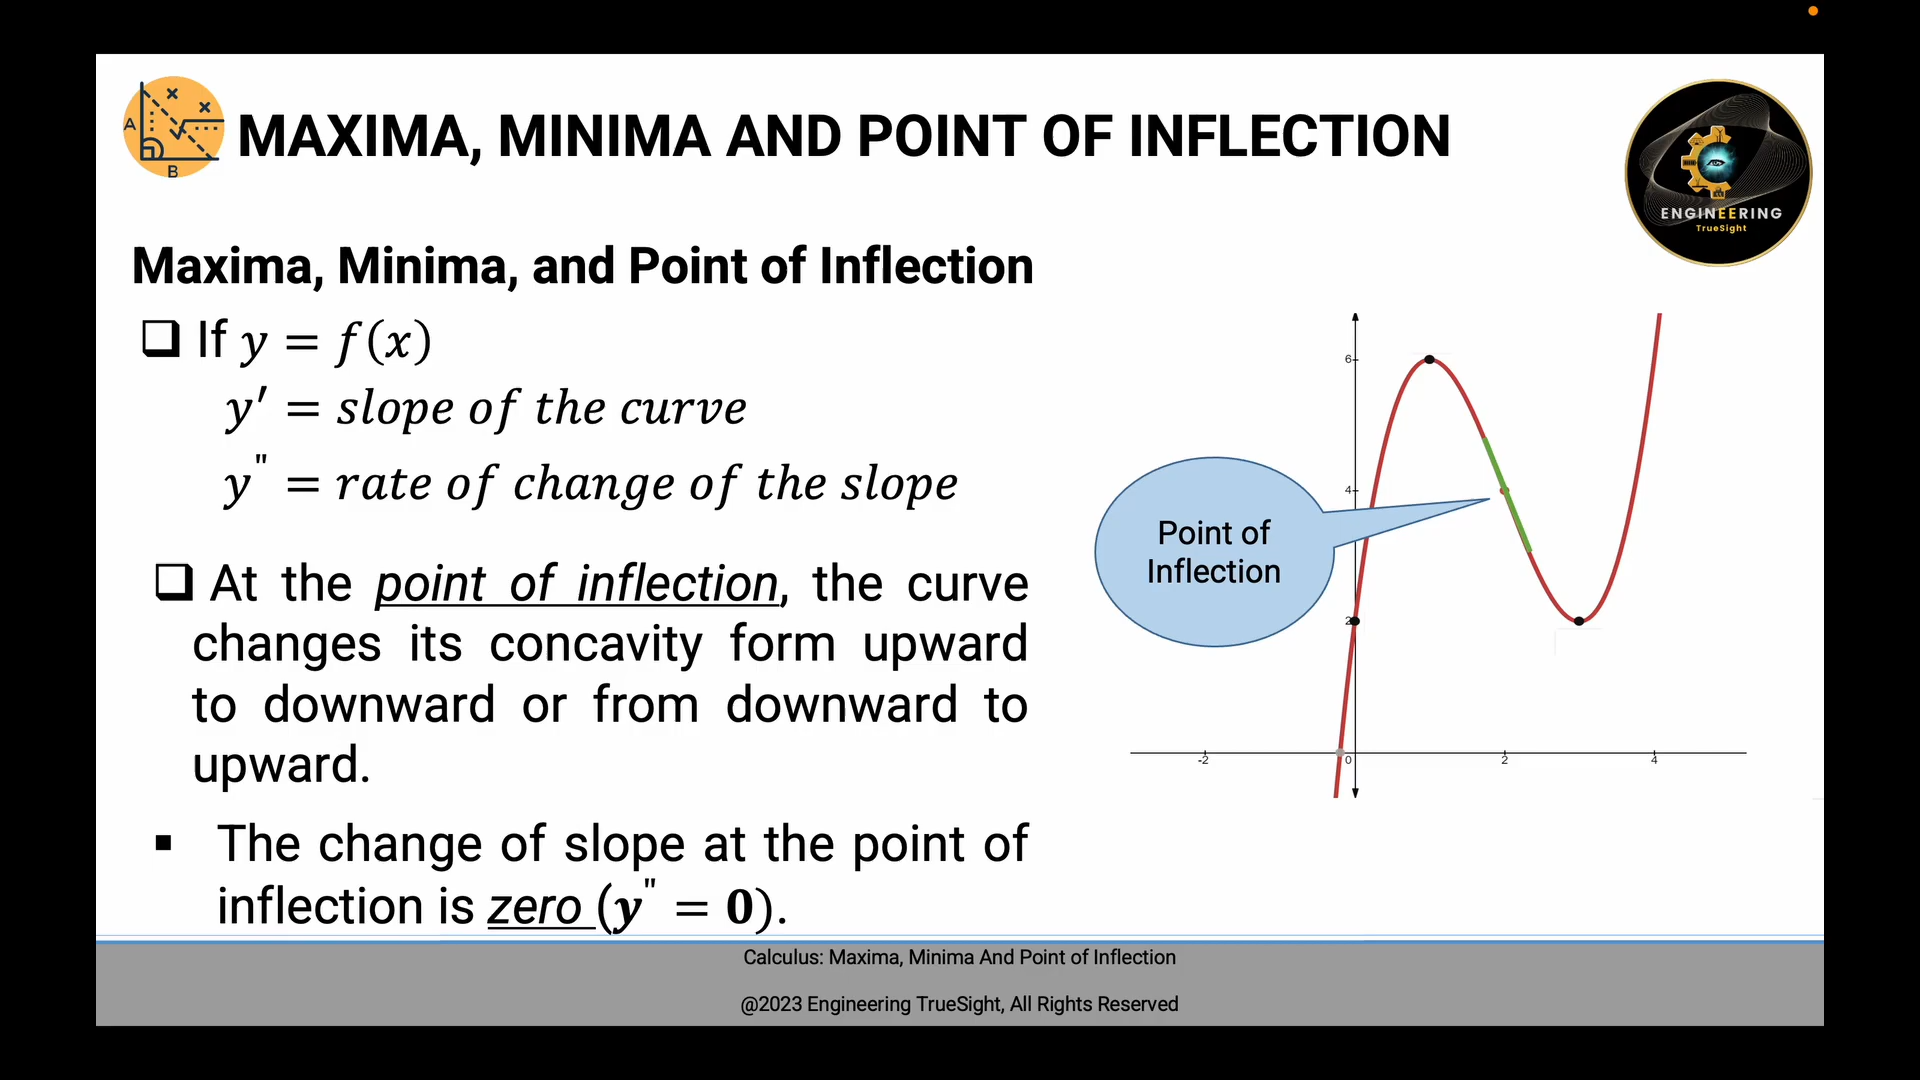 A
B
MAXIMA, MINIMA AND POINT OF INFLECTION
ENGINEERING
TrueSight
Maxima, Minima, and Point of Inflection
❑ If y = f(x)
y′ = slope of the curve
y" = rate of change of the slope
❑ At the point of inflection, the curve
changes its concavity form upward
to downward or from downward to
upward.
▪ The change of slope at the point of
inflection is zero (y" = 0).
6
4
2
Point of
Inflection
-2
0
2
4
Calculus: Maxima, Minima And Point of Inflection
@2023 Engineering TrueSight, All Rights Reserved